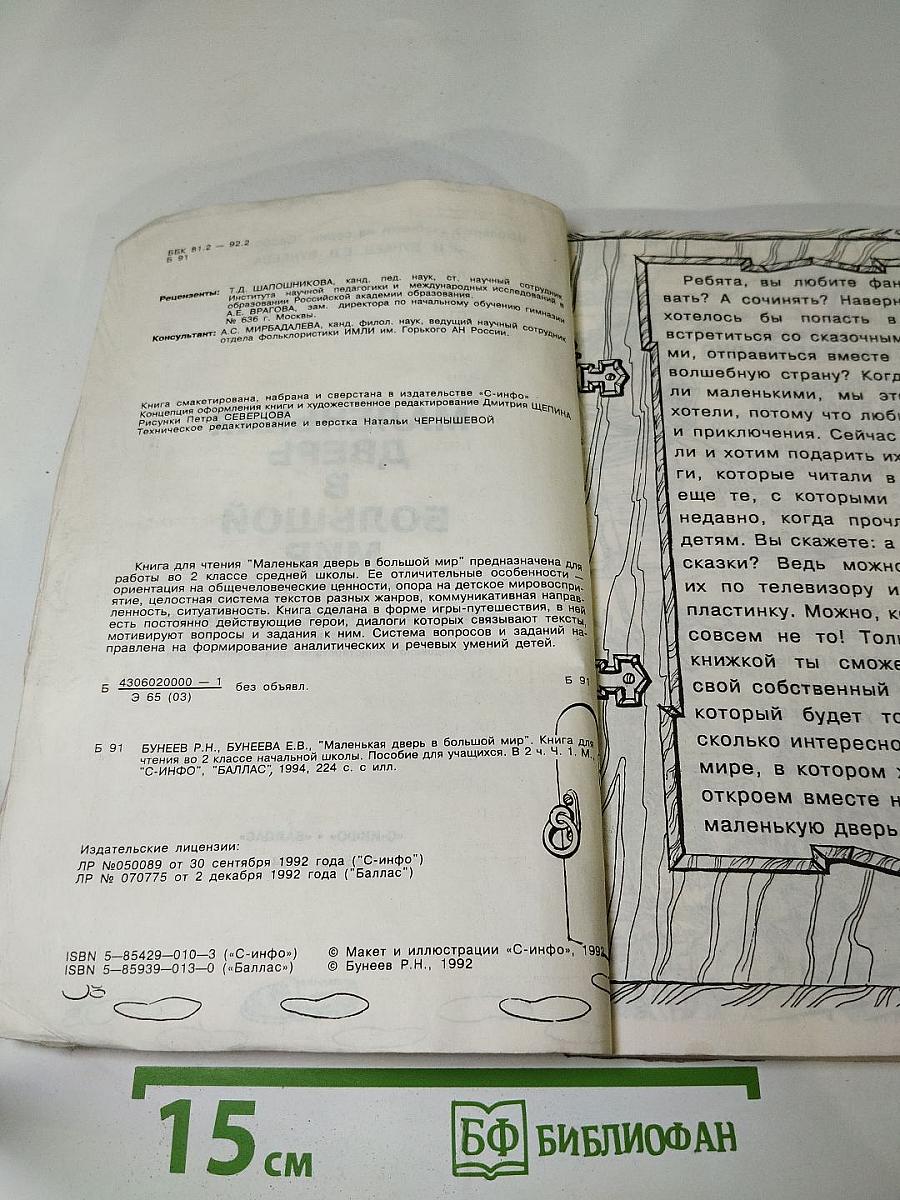 ББК 81.2 — 92.2
Б 91
Рецензенты: Т.Д. ШАПОШНИКОВА, канд. пед. наук, ст. научный сотрудник
Института научной педагогики и международных исследований в
образовании Российской академии образования.
А.Е. ВРАГОВА, зам. директора по начальному обучению гимназии
№ 636 г. Москвы.
Консультант: А.С. МИРБАДАЛЕВА, канд. филол. наук, ведущий научный сотрудник
отдела фольклористики ИМЛИ им. Горького АН России.
Книга смакетирована, набрана и сверстана в издательстве «С-инфо»
Концепция оформления книги и художественное редактирование Дмитрия ЩЕПИНА
Рисунки Петра СЕВЕРЦОВА
Техническое редактирование и верстка Натальи ЧЕРНЫШЕВОЙ
Книга для чтения "Маленькая дверь в большой мир" предназначена для
работы во 2 классе средней школы. Ее отличительные особенности —
ориентация на общечеловеческие ценности, опора на детское мировоспри-
ятие, целостная система текстов разных жанров, коммуникативная направ-
ленность, ситуативность. Книга сделана в форме игры-путешествия, в ней
есть постоянно действующие герои, диалоги которых связывают тексты,
мотивируют вопросы и задания к ним. Система вопросов и заданий на-
правлена на формирование аналитических и речевых умений детей.
Б 4306020000 — 1
Э 65 (03) без объявл.
Б 91
Б 91 БУНЕЕВ Р.Н., БУНЕЕВА Е.В., "Маленькая дверь в большой мир". Книга для
чтения во 2 классе начальной школы. Пособие для учащихся. В 2 ч. Ч. 1. М.,
"С-ИНФО", "БАЛЛАС", 1994, 224 с. с илл.
Издательские лицензии:
ЛР №050089 от 30 сентября 1992 года ("С-инфо")
ЛР № 070775 от 2 декабря 1992 года ("Баллас")
ISBN 5—85429—010—3 («С-инфо») © Макет и иллюстрации «С-инфо», 1992
ISBN 5—85939—013—0 («Баллас») © Бунеев Р.Н., 1992
Ребята, вы любите фан
вать? А сочинять? Наверн
хотелось бы попасть в
встретиться со сказочным
ми, отправиться вместе
волшебную страну? Когд
ли маленькими, мы это
хотели, потому что люб
и приключения. Сейчас
ли и хотим подарить их
ги, которые читали в
еще те, с которыми
недавно, когда проч
детям. Вы скажете: а
сказки? Ведь можно
их по телевизору и
пластинку. Можно, к
совсем не то! Толь
книжкой ты сможе
свой собственный
который будет то
сколько интересно
мире, в котором
откроем вместе н
маленькую дверь
15 см
БФ БИБЛИОФАН